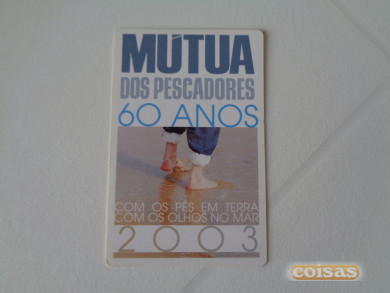 MÚTUA
DOS PESCADORES
60 ANOS
COM OS PÉS EM TERRA
COM OS OLHOS NO MAR
2003
coisas